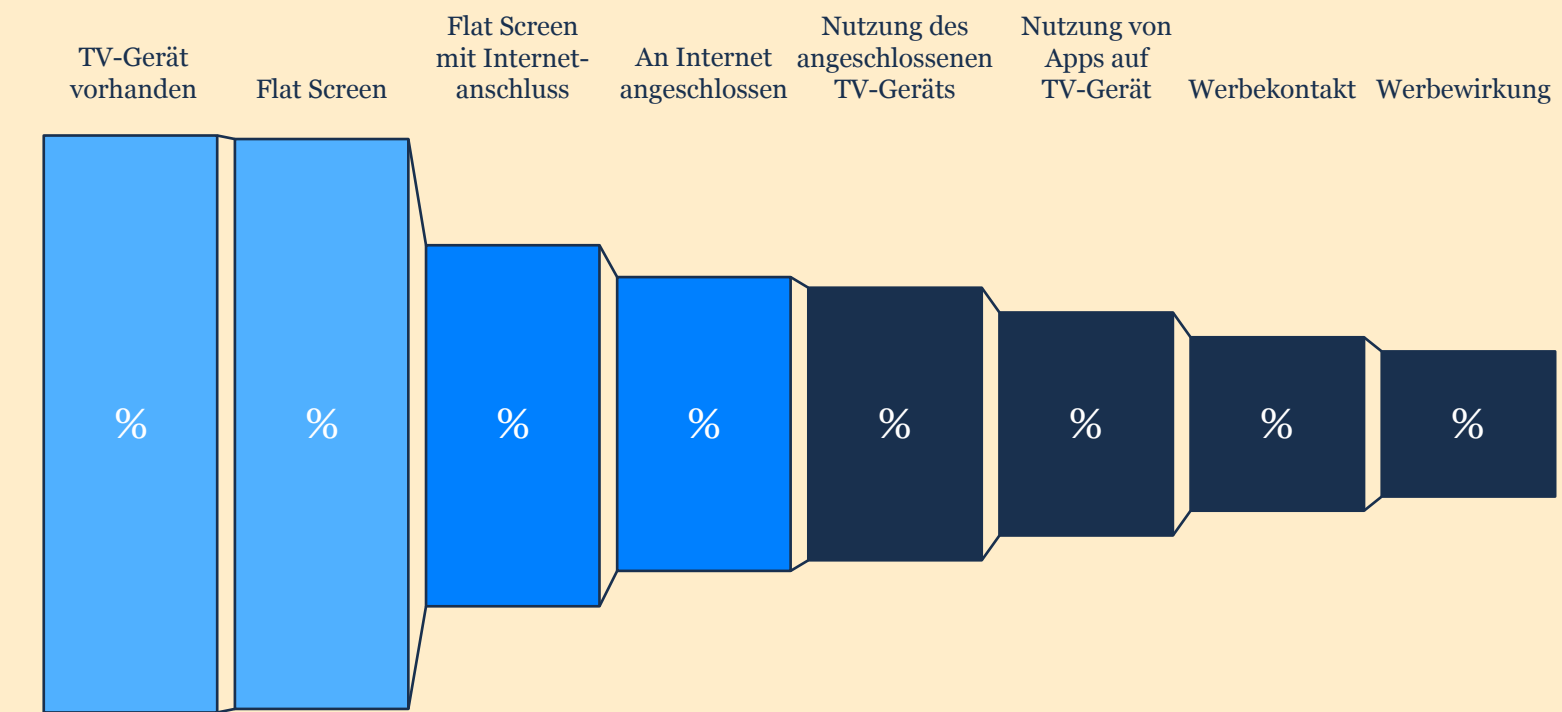 TV-Gerät
vorhanden
Flat Screen
Flat Screen
mit Internet-
anschluss
An Internet
angeschlossen
Nutzung des
angeschlossenen
TV-Geräts
Nutzung von
Apps auf
TV-Gerät
Werbekontakt
Werbewirkung
%
%
%
%
%
%
%
%